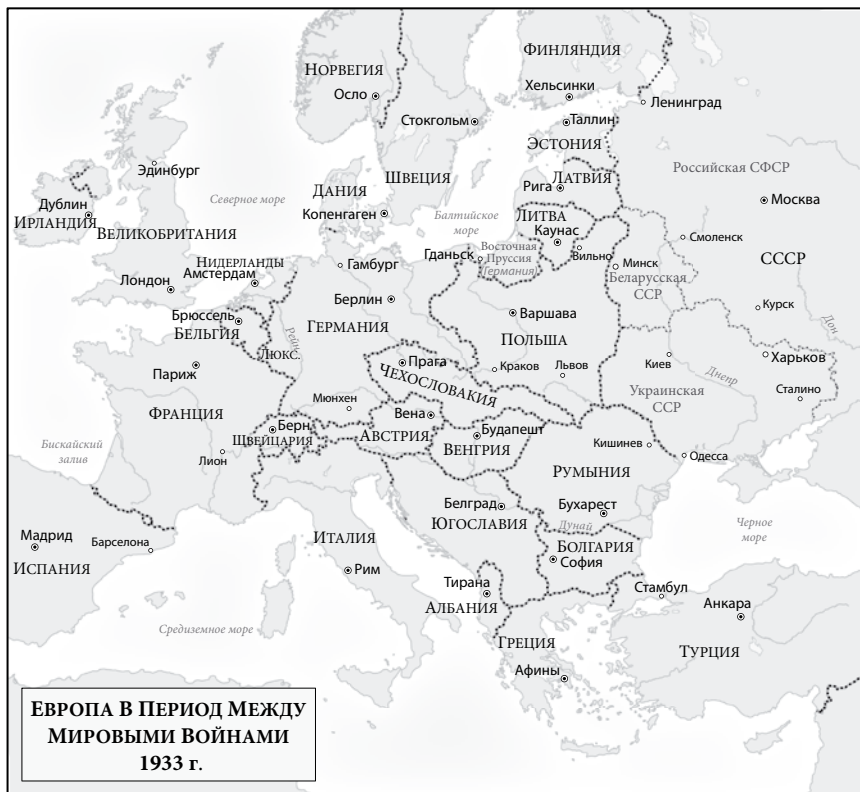 ФИНЛЯНДИЯ
НОРВЕГИЯ
Хельсинки
Осло
Ленинград
Стокгольм
Таллин
ЭСТОНИЯ
Эдинбург
ШВЕЦИЯ
Российская СФСР
ДАНИЯ
Рига
ЛАТВИЯ
Москва
Дублин
Северное море
Копенгаген
Балтийское
море
ЛИТВА
ИРЛАНДИЯ
ВЕЛИКОБРИТАНИЯ
Каунас
Смоленск
НИДЕРЛАНДЫ
Гамбург
Гданьск
Восточная
Пруссия
(Германия)
Вильно
Минск
СССР
Амстердам
Беларусская
ССР
Лондон
Берлин
Курск
Брюссель
Варшава
Дон
БЕЛЬГИЯ
ГЕРМАНИЯ
Рейн
ПОЛЬША
ЛЮКС.
Прага
Киев
Харьков
Париж
ЧЕХОСЛОВАКИЯ
Краков
Львов
Днепр
Мюнхен
Украинская
ССР
Сталино
ФРАНЦИЯ
Вена
Берн
Будапешт
АВСТРИЯ
Бискайский
залив
ШВЕЙЦАРИЯ
ВЕНГРИЯ
Кишинев
Одесса
Лион
РУМЫНИЯ
Белград
Бухарест
Мадрид
Барселона
ИТАЛИЯ
ЮГОСЛАВИЯ
Дунай
Черное
море
БОЛГАРИЯ
ИСПАНИЯ
Рим
София
Тирана
Стамбул
АЛБАНИЯ
Анкара
Средиземное море
ГРЕЦИЯ
ТУРЦИЯ
Афины
ЕВРОПА В ПЕРИОД МЕЖДУ
МИРОВЫМИ ВОЙНАМИ
1933 г.